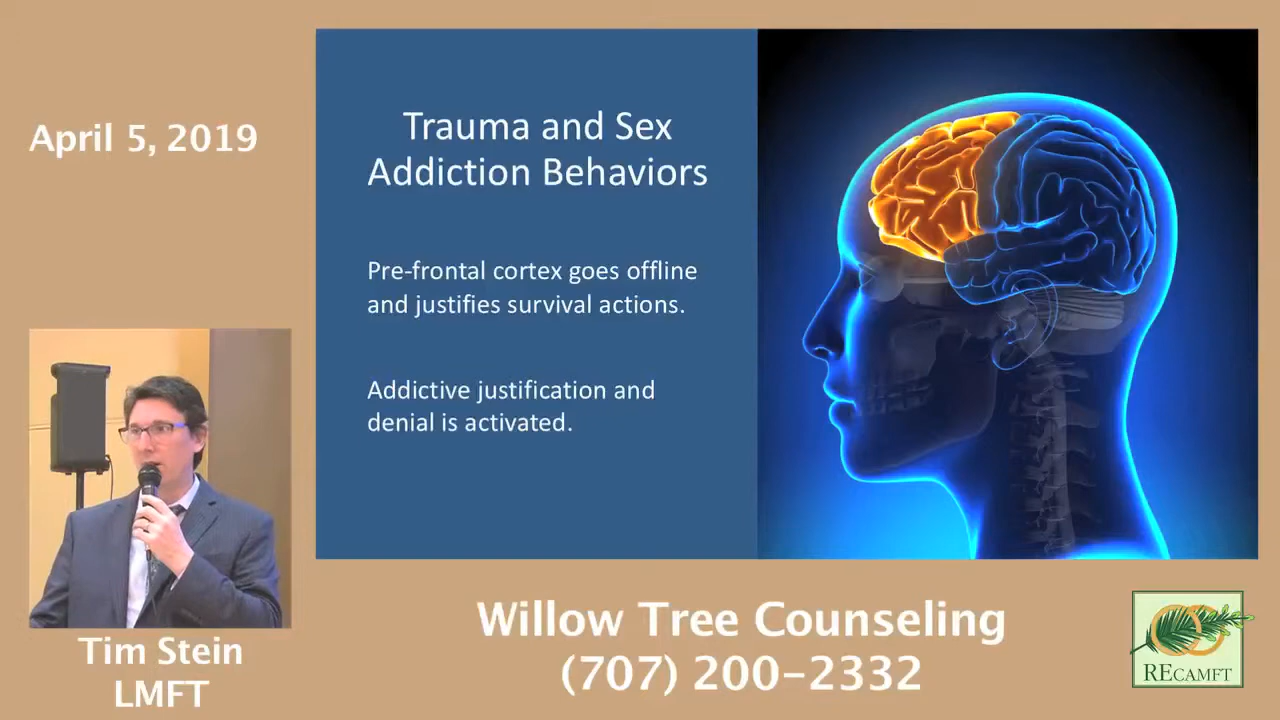 April 5, 2019
Trauma and Sex
Addiction Behaviors
Pre-frontal cortex goes offline
and justifies survival actions.
Addictive justification and
denial is activated.
Tim Stein
LMFT
Willow Tree Counseling
(707) 200-2332
REcamft